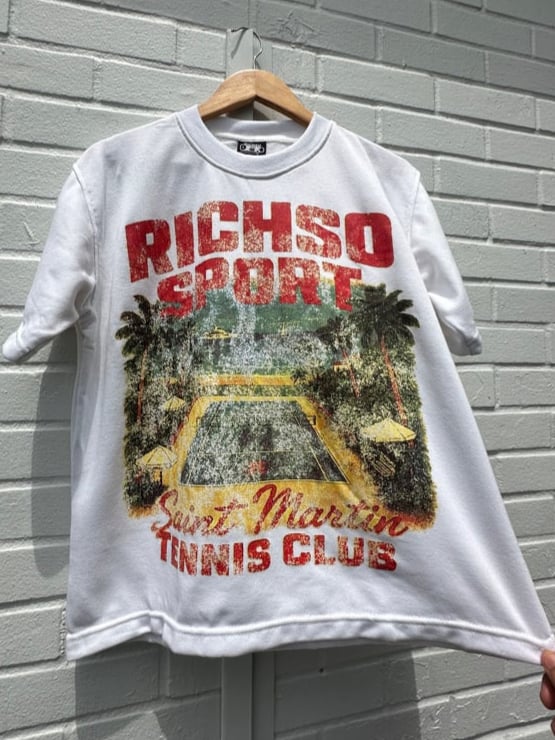 RICHSO
SPORT
Saint Martin
TENNIS CLUB